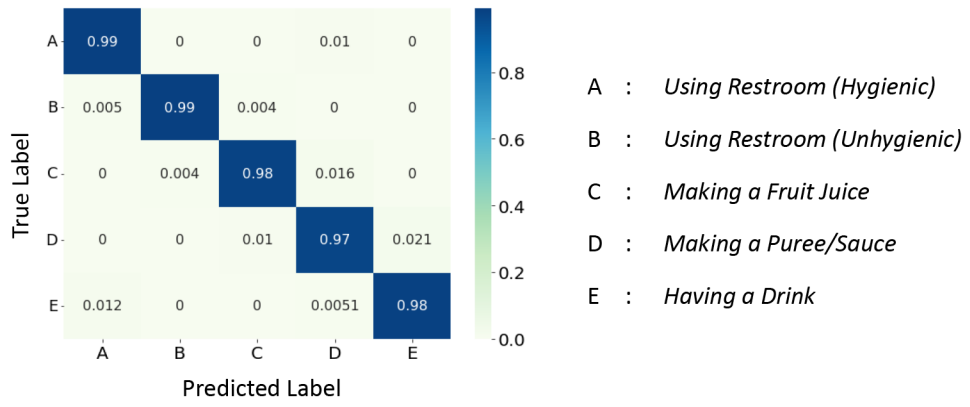 A 0.99 0 0 0.01 0
B 0.005 0.99 0.004 0 0
C 0 0.004 0.98 0.016 0
D 0 0 0.01 0.97 0.021
E 0.012 0 0 0.0051 0.98
A B C D E
True Label
Predicted Label
0.8
0.6
0.4
0.2
0.0
A : Using Restroom (Hygienic)
B : Using Restroom (Unhygienic)
C : Making a Fruit Juice
D : Making a Puree/Sauce
E : Having a Drink